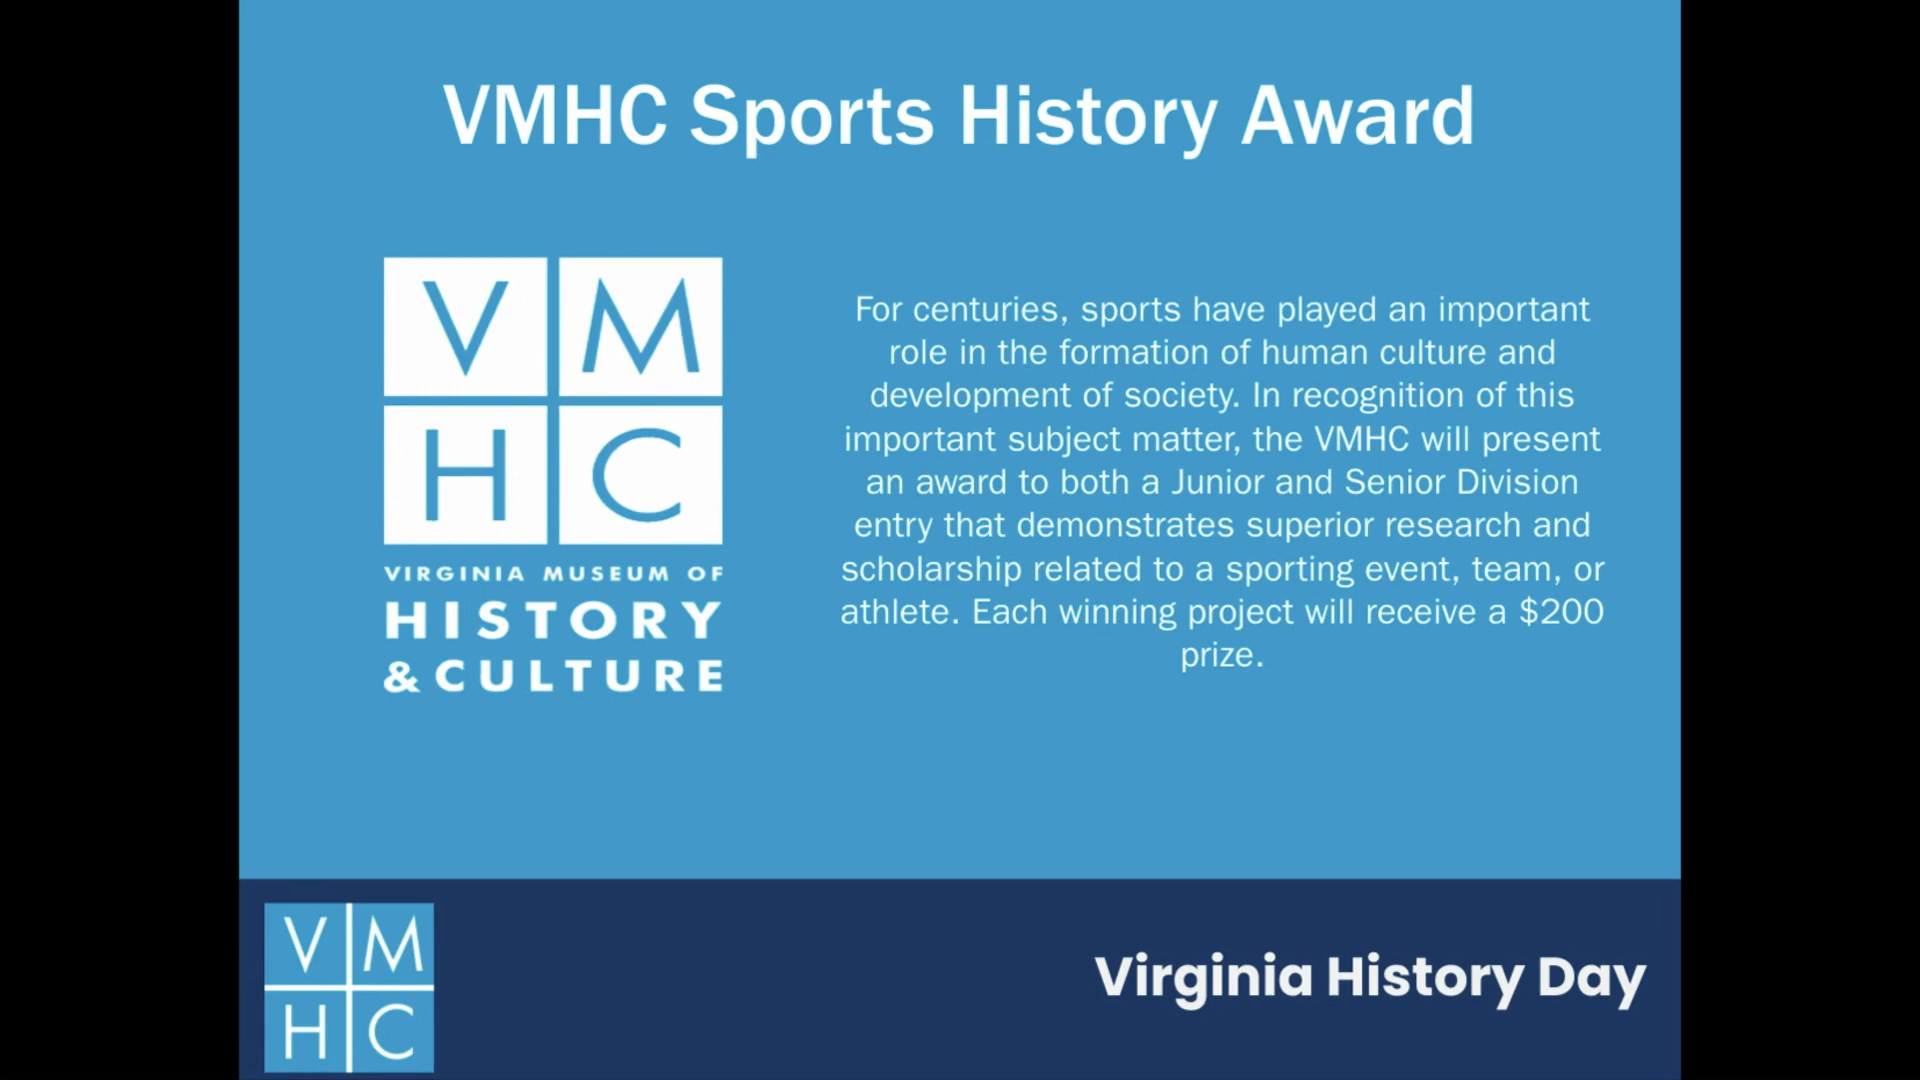 VMHC Sports History Award
V M
H C
VIRGINIA MUSEUM OF
HISTORY
& CULTURE
For centuries, sports have played an important
role in the formation of human culture and
development of society. In recognition of this
important subject matter, the VMHC will present
an award to both a Junior and Senior Division
entry that demonstrates superior research and
scholarship related to a sporting event, team, or
athlete. Each winning project will receive a $200
prize.
V M
H C
Virginia History Day